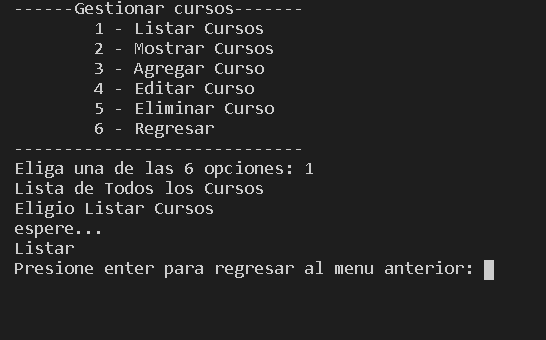 ------Gestionar cursos-------
1 - Listar Cursos
2 - Mostrar Cursos
3 - Agregar Curso
4 - Editar Curso
5 - Eliminar Curso
6 - Regresar
-----------------------------
Eliga una de las 6 opciones: 1
Lista de Todos los Cursos
Eligio Listar Cursos
espere...
Listar
Presione enter para regresar al menu anterior: